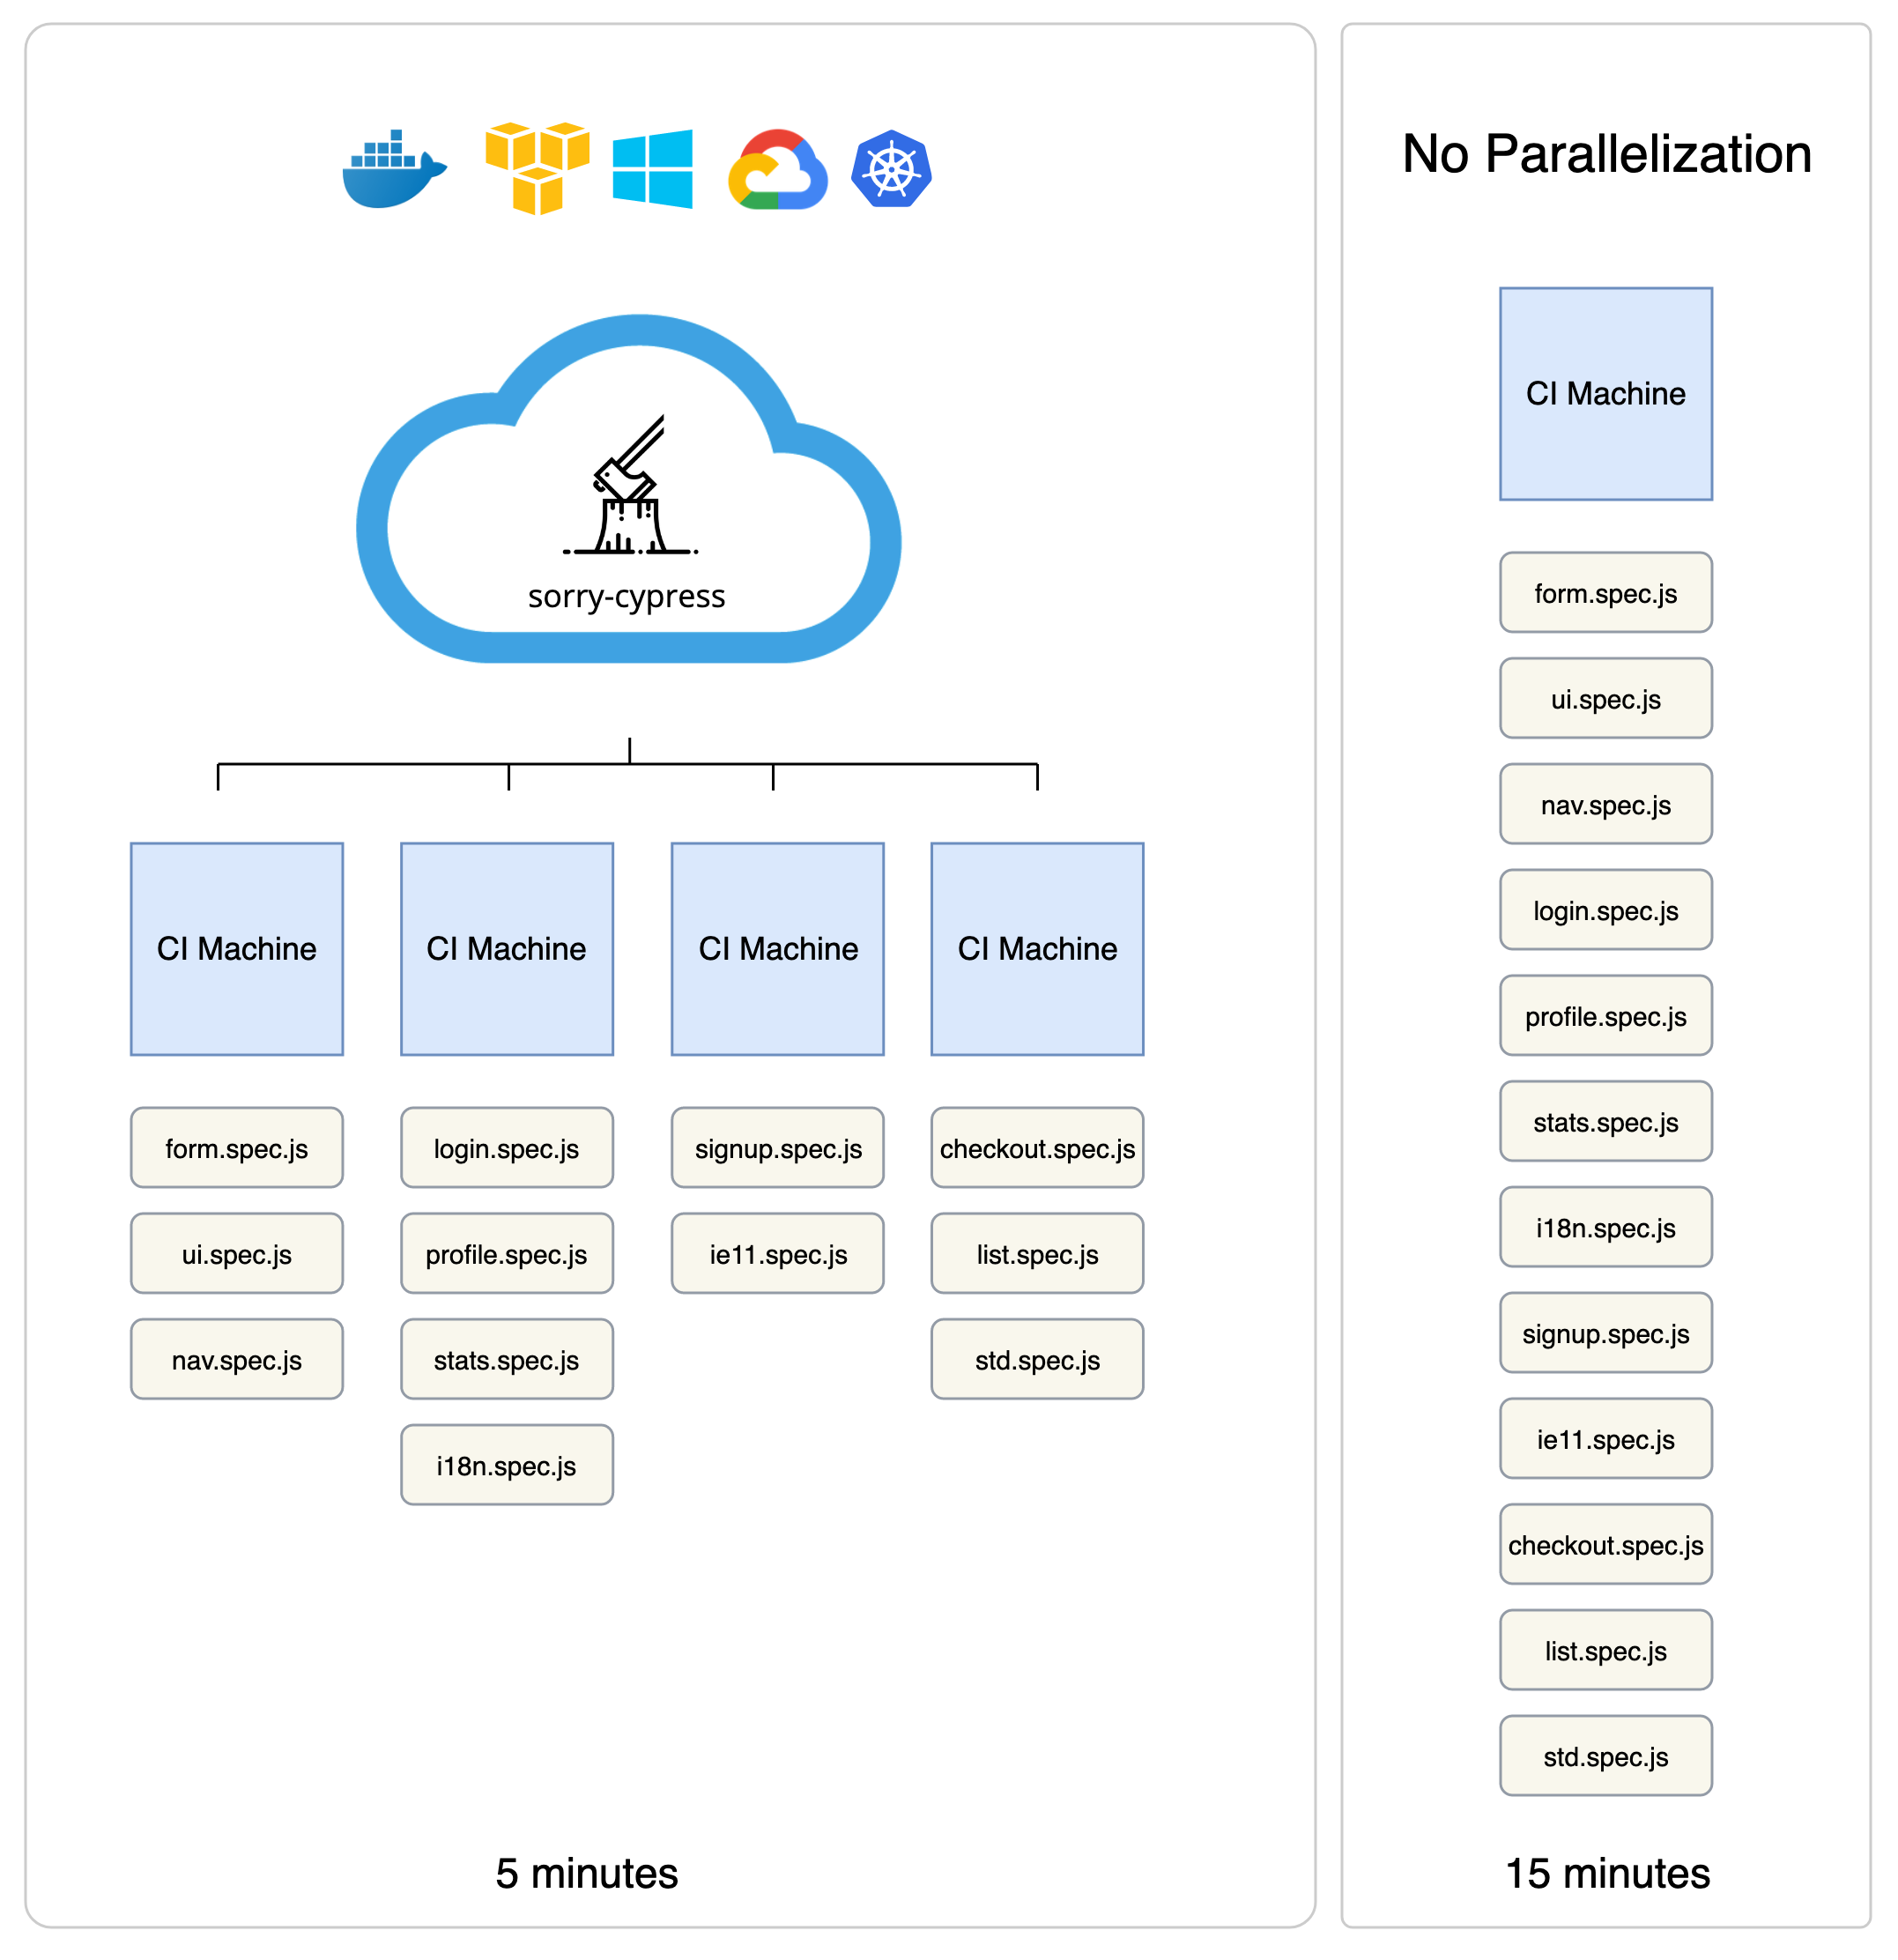 sorry-cypress
CI Machine
form.spec.js
ui.spec.js
nav.spec.js
CI Machine
login.spec.js
profile.spec.js
stats.spec.js
i18n.spec.js
CI Machine
signup.spec.js
ie11.spec.js
CI Machine
checkout.spec.js
list.spec.js
std.spec.js
5 minutes
No Parallelization
CI Machine
form.spec.js
ui.spec.js
nav.spec.js
login.spec.js
profile.spec.js
stats.spec.js
i18n.spec.js
signup.spec.js
ie11.spec.js
checkout.spec.js
list.spec.js
std.spec.js
15 minutes